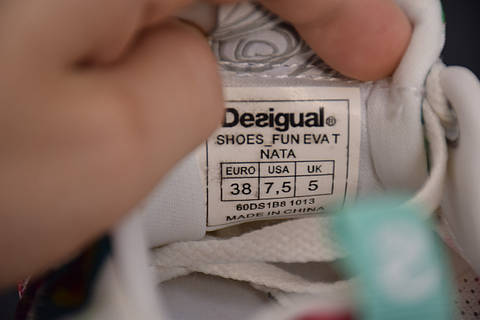 Desigual®
SHOES_FUN EVA T
NATA
EURO USA UK
38 7,5 5
60DS1B8 1013
MADE IN CHINA